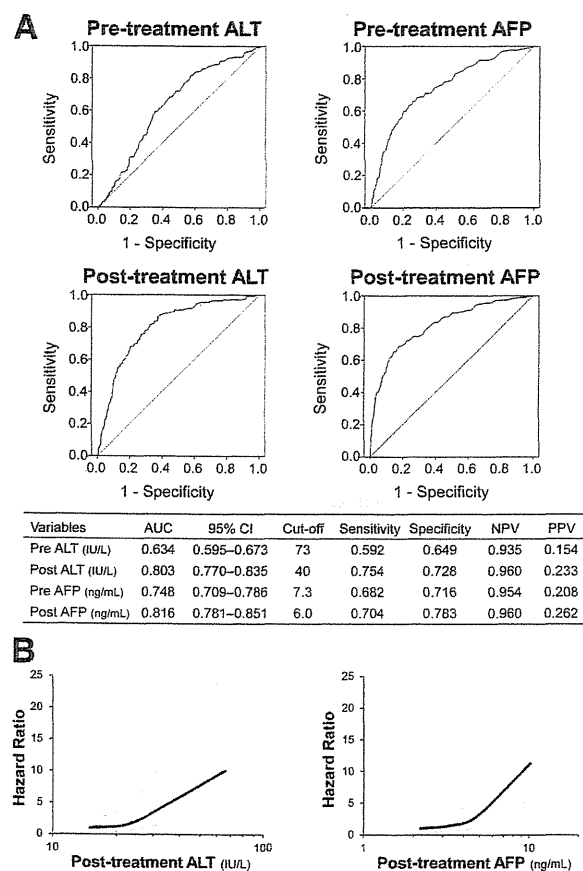 A
Pre-treatment ALT
Pre-treatment AFP
Sensitivity
1.0
0.8
0.6
0.4
0.2
0.0
0.0 0.2 0.4 0.6 0.8 1.0
1 - Specificity
Sensitivity
1.0
0.8
0.6
0.4
0.2
0.0
0.0 0.2 0.4 0.6 0.8 1.0
1 - Specificity
Post-treatment ALT
Post-treatment AFP
Sensitivity
1.0
0.8
0.6
0.4
0.2
0.0
0.0 0.2 0.4 0.6 0.8 1.0
1 - Specificity
Sensitivity
1.0
0.8
0.6
0.4
0.2
0.0
0.0 0.2 0.4 0.6 0.8 1.0
1 - Specificity
Variables AUC 95% CI Cut-off Sensitivity Specificity NPV PPV
Pre ALT (IU/L) 0.634 0.595–0.673 73 0.592 0.649 0.935 0.154
Post ALT (IU/L) 0.803 0.770–0.835 40 0.754 0.728 0.960 0.233
Pre AFP (ng/mL) 0.748 0.709–0.786 7.3 0.682 0.716 0.954 0.208
Post AFP (ng/mL) 0.816 0.781–0.851 6.0 0.704 0.783 0.960 0.262
B
Hazard Ratio
25
20
15
10
5
0
10 100
Post-treatment ALT (IU/L)
Hazard Ratio
25
20
15
10
5
0
1 10
Post-treatment AFP (ng/mL)